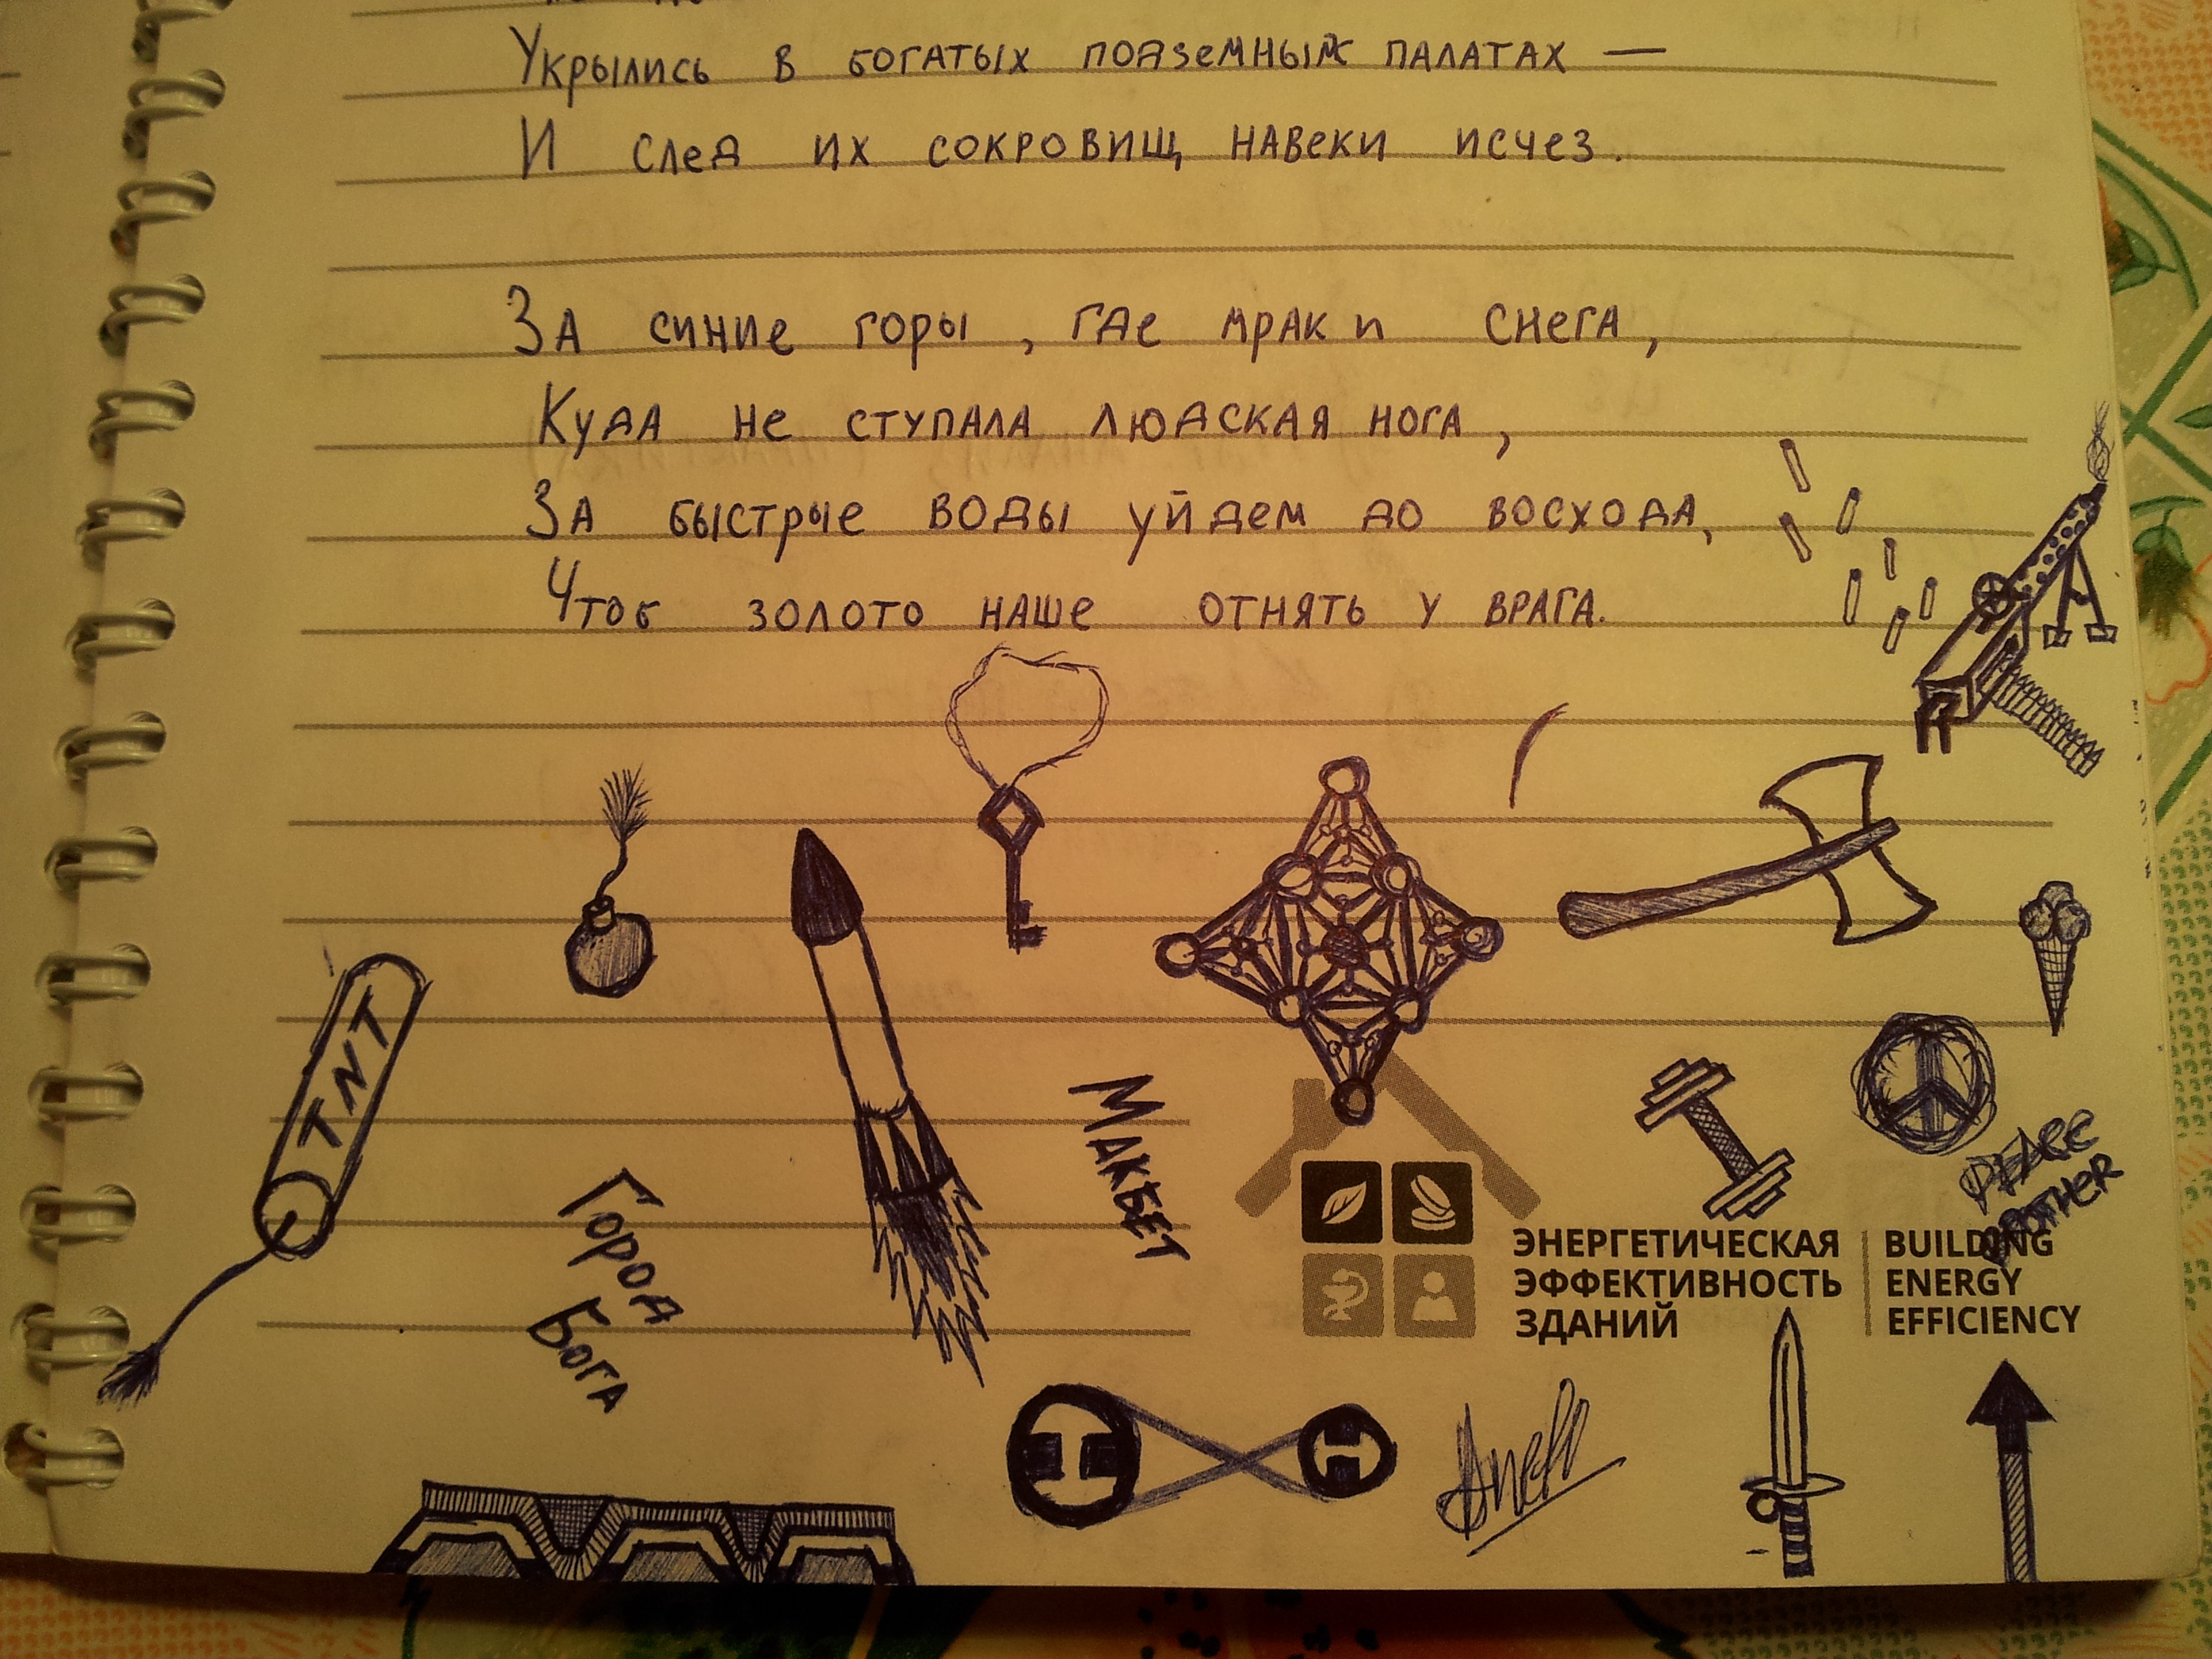 Укрылись в богатых подземных палатах —
И след их сокровищ навеки исчез.
За синие горы, где мрак и снега,
Куда не ступала людская нога,
За быстрые воды уйдем до восхода,
Чтоб золото наше отнять у врага.
TNT
Город
Бога
Макбет
PEACE
BROTHER
ЭНЕРГЕТИЧЕСКАЯ
ЭФФЕКТИВНОСТЬ
ЗДАНИЙ
BUILDING
ENERGY
EFFICIENCY